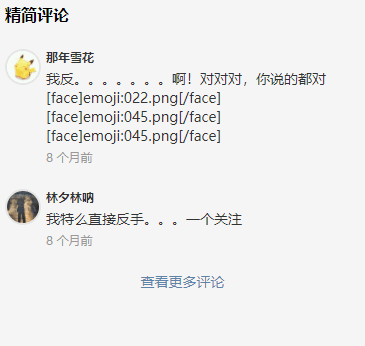 精简评论
那年雪花
我反。。。。。。。啊！对对对，你说的都对
[face]emoji:022.png[/face]
[face]emoji:045.png[/face]
[face]emoji:045.png[/face]
8 个月前
林夕林呐
我特么直接反手。。。一个关注
8 个月前
查看更多评论